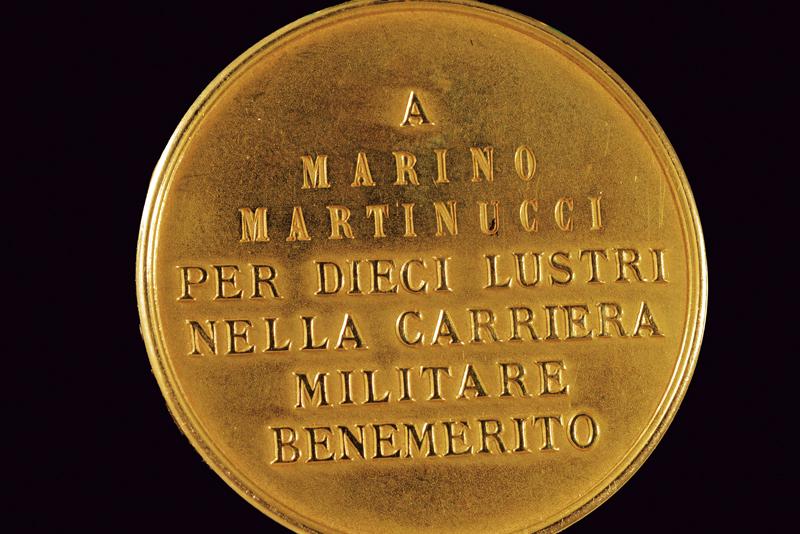 A
MARINO
MARTINUCCI
PER DIECI LUSTRI
NELLA CARRIERA
MILITARE
BENEMERITO